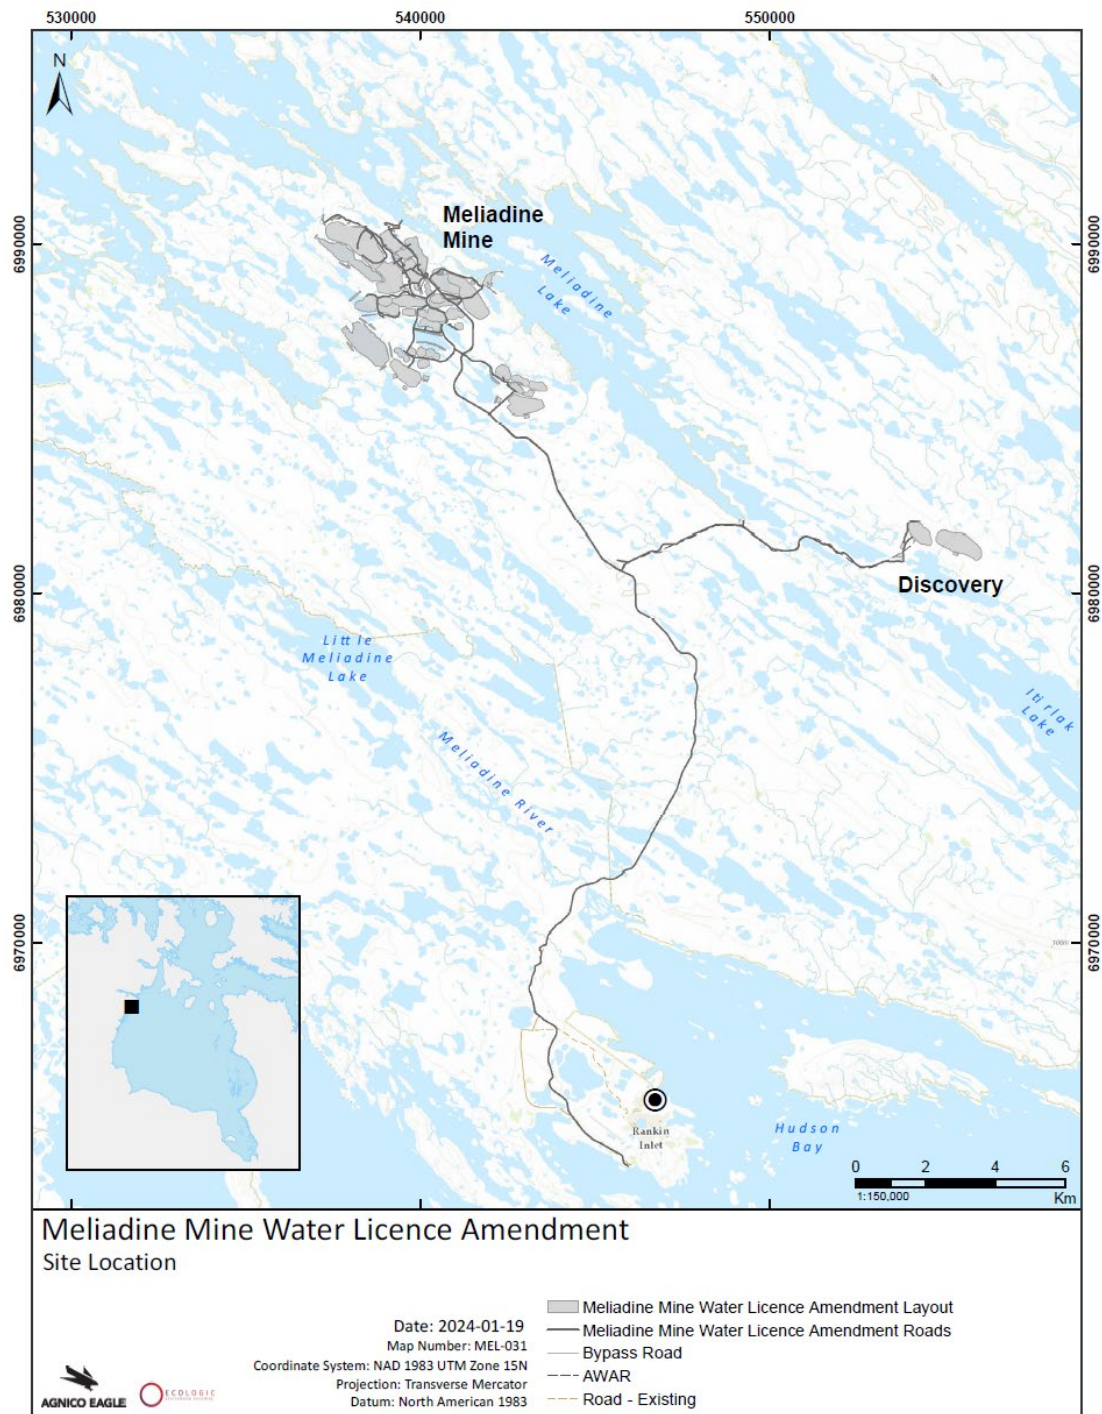 530000
540000
550000
N
Meliadine
Mine
6990000
6990000
Meliadine
Lake
Discovery
6980000
6980000
Little
Meliadine
Lake
Itirlak
Lake
Meliadine River
6970000
6970000
Rankin
Inlet
Hudson
Bay
0 2 4 6
1:150,000 Km
Meliadine Mine Water Licence Amendment
Site Location
Date: 2024-01-19
Map Number: MEL-031
Coordinate System: NAD 1983 UTM Zone 15N
Projection: Transverse Mercator
Datum: North American 1983
Meliadine Mine Water Licence Amendment Layout
Meliadine Mine Water Licence Amendment Roads
Bypass Road
AWAR
Road - Existing
AGNICO EAGLE
ECOLOGIC